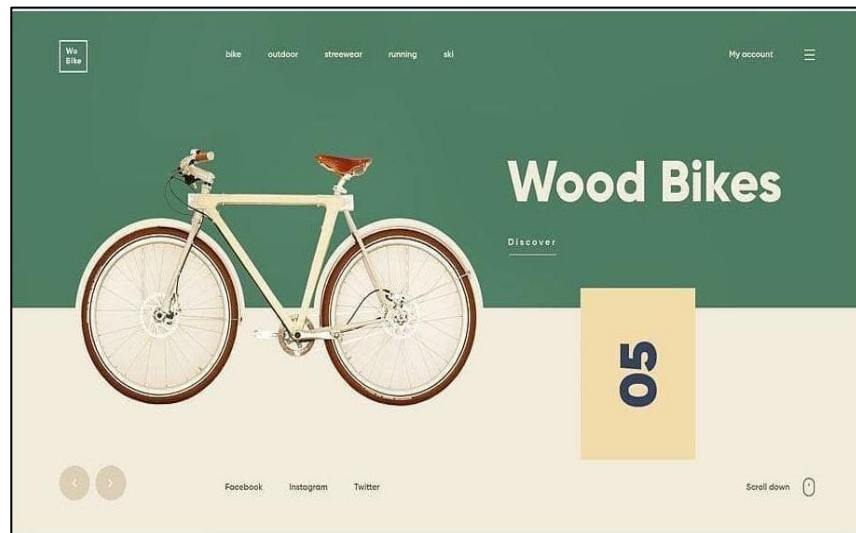 Wo
Bike
bike outdoor streewear running ski
My account
Wood Bikes
Discover
05
Facebook Instagram Twitter
Scroll down